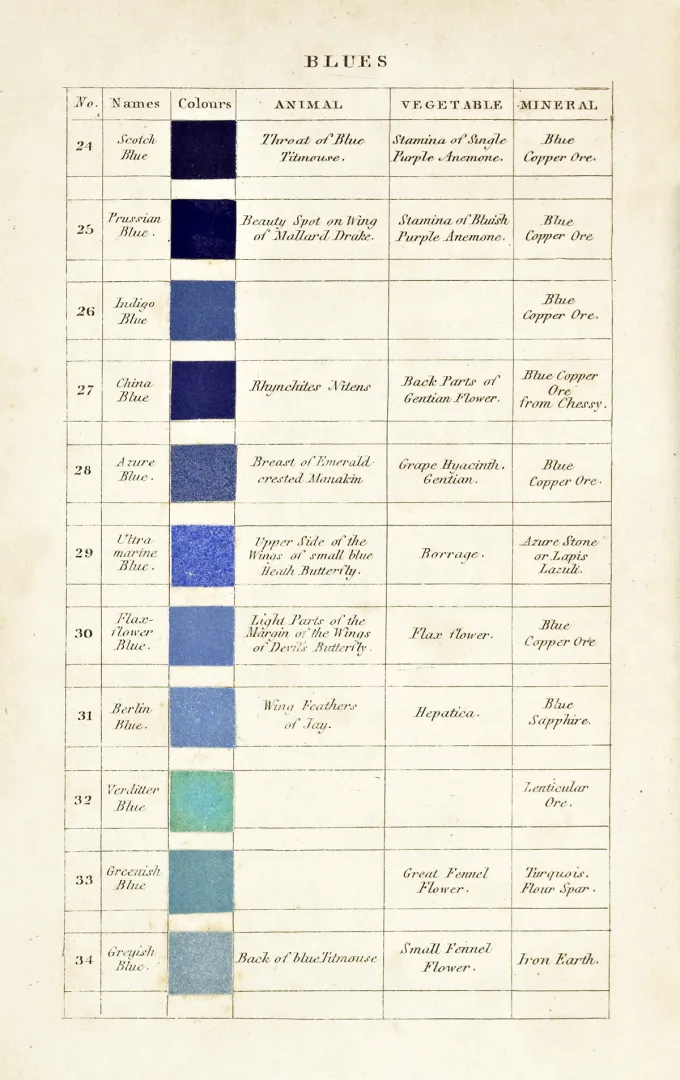 BLUES
No. Names Colours ANIMAL VEGETABLE MINERAL
24
Scotch
Blue
Throat of Blue
Titmouse.
Stamina of Single
Purple Anemone.
Blue
Copper Ore.
25
Prussian
Blue.
Beauty Spot on Wing
of Mallard Drake.
Stamina of Bluish
Purple Anemone.
Blue
Copper Ore
26
Indigo
Blue
Blue
Copper Ore.
27
China
Blue
Rhynchites Nitens
Back Parts of
Gentian Flower.
Blue Copper
Ore
from Chessy.
28
Azure
Blue.
Breast of Emerald-
crested Manakin
Grape Hyacinth.
Gentian.
Blue
Copper Ore.
29
Ultra
marine
Blue.
Upper Side of the
Wings of small blue
Heath Butterfly.
Borrage.
Azure Stone
or Lapis
Lazuli.
30
Flax-
flower
Blue.
Light Parts of the
Margin of the Wings
of Devil's Butterfly.
Flax flower.
Blue
Copper Ore
31
Berlin
Blue.
Wing Feathers
of Jay.
Hepatica.
Blue
Sapphire.
32
Verditter
Blue
Lenticular
Ore.
33
Greenish
Blue
Great Fennel
Flower.
Turquois.
Flour Spar.
34
Greyish
Blue.
Back of blue Titmouse
Small Fennel
Flower.
Iron Earth.